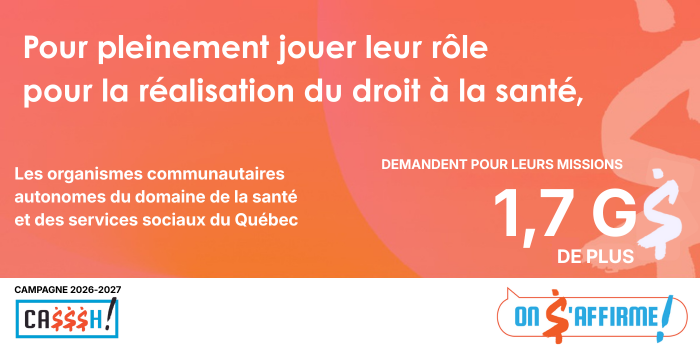 Pour pleinement jouer leur rôle
pour la réalisation du droit à la santé,
Les organismes communautaires
autonomes du domaine de la santé
et des services sociaux du Québec
DEMANDENT POUR LEURS MISSIONS
1,7 G$
DE PLUS
CAMPAGNE 2026-2027
CA$$$H!
ON $'AFFIRME!